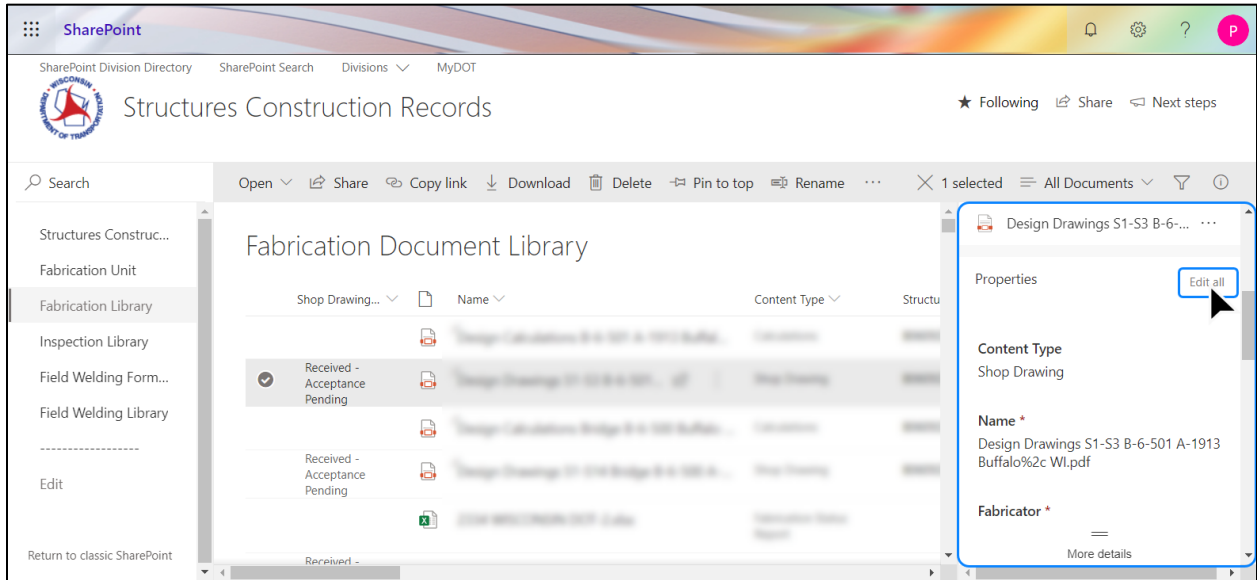 SharePoint
P
SharePoint Division Directory SharePoint Search Divisions MyDOT
WISCONSIN DEPARTMENT OF TRANSPORTATION
Structures Construction Records
Following Share Next steps
Search
Open Share Copy link Download Delete Pin to top Rename ... 1 selected All Documents
Structures Construc...
Fabrication Unit
Fabrication Library
Inspection Library
Field Welding Form...
Field Welding Library
------------------
Edit
Return to classic SharePoint
Fabrication Document Library
Shop Drawing... Name Content Type Structu
Received -
Acceptance
Pending
Received -
Acceptance
Pending
Received -
Design Drawings S1-S3 B-6-... ...
Properties Edit all
Content Type
Shop Drawing
Name *
Design Drawings S1-S3 B-6-501 A-1913
Buffalo%2c WI.pdf
Fabricator *
More details